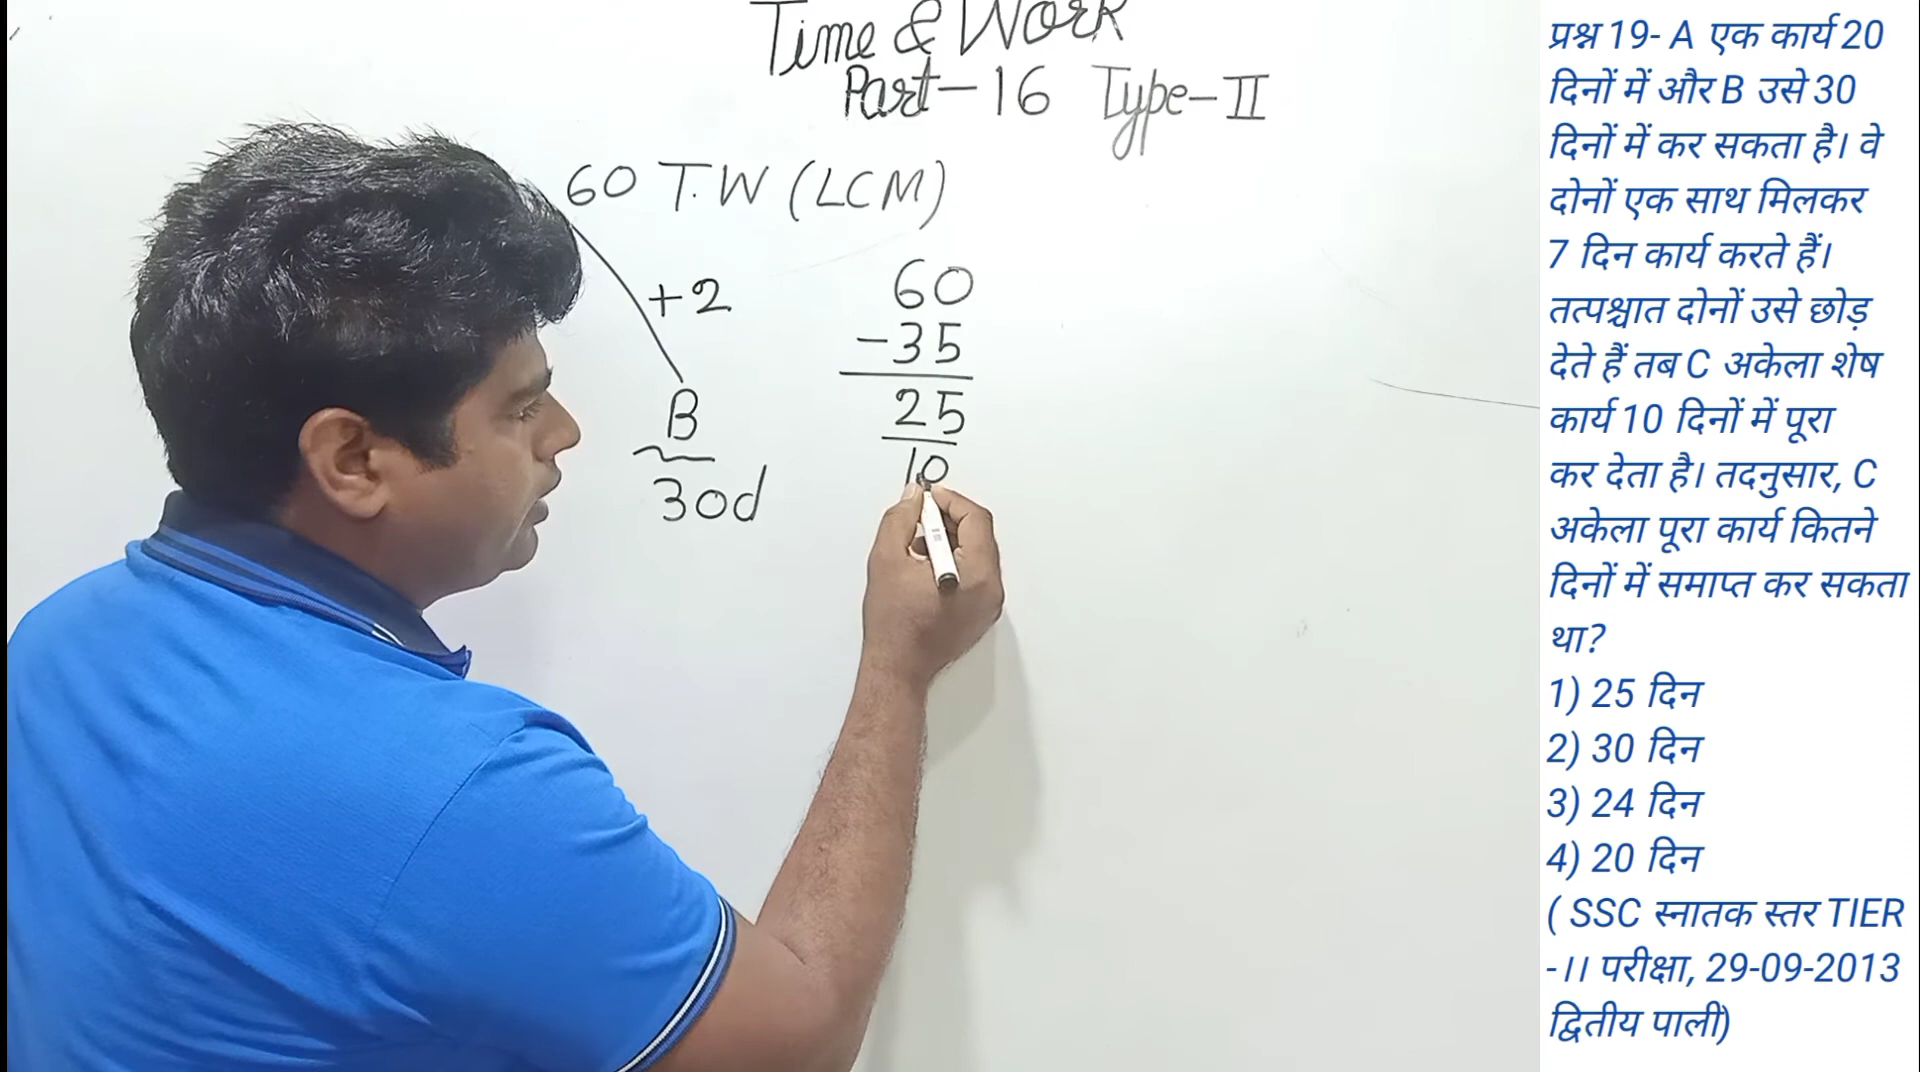 Time & Work
Part-16 Type-II
60 T.W (LCM)
+2
B
30d
60
-35
25
10
प्रश्न 19- A एक कार्य 20
दिनों में और B उसे 30
दिनों में कर सकता है। वे
दोनों एक साथ मिलकर
7 दिन कार्य करते हैं।
तत्पश्चात दोनों उसे छोड़
देते हैं तब C अकेला शेष
कार्य 10 दिनों में पूरा
कर देता है। तदनुसार, C
अकेला पूरा कार्य कितने
दिनों में समाप्त कर सकता
था?
1) 25 दिन
2) 30 दिन
3) 24 दिन
4) 20 दिन
( SSC स्नातक स्तर TIER
-।। परीक्षा, 29-09-2013
द्वितीय पाली)